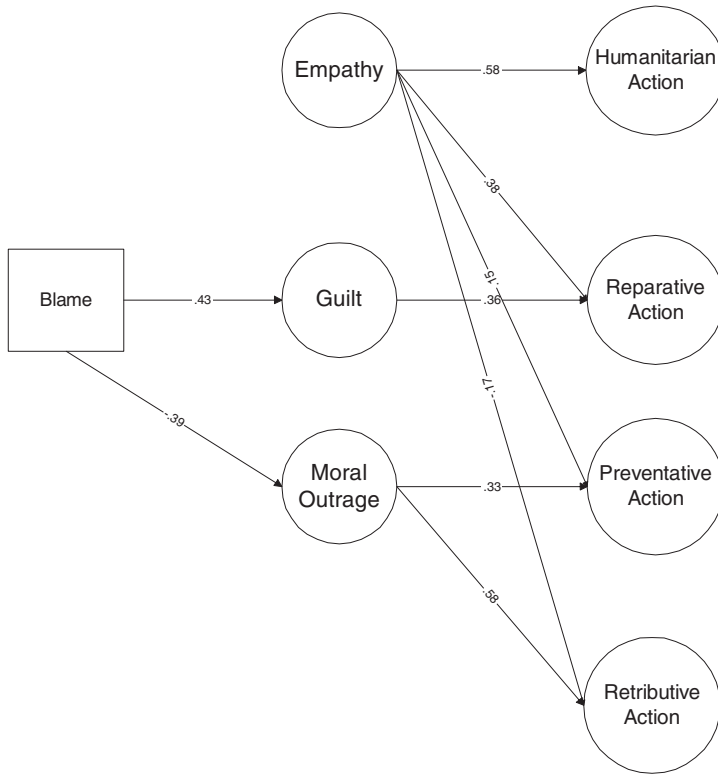 Empathy
.58
Humanitarian
Action
.38
.15
-.17
Blame
.43
Guilt
.36
Reparative
Action
-.39
Moral
Outrage
.33
Preventative
Action
.58
Retributive
Action